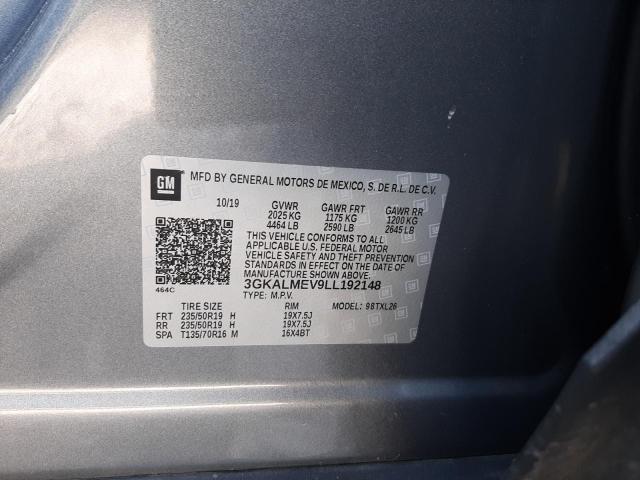 GM MFD BY GENERAL MOTORS DE MEXICO, S. DE R.L. DE C.V.
10/19 GVWR GAWR FRT GAWR RR
2025 KG 1175 KG 1200 KG
4464 LB 2590 LB 2645 LB
THIS VEHICLE CONFORMS TO ALL
APPLICABLE U.S. FEDERAL MOTOR
VEHICLE SAFETY AND THEFT
PREVENTION STANDARDS IN EFFECT
ON THE DATE OF MANUFACTURE
SHOWN ABOVE.
464C 3GKALMEV9LL192148
TYPE: M.P.V.
TIRE SIZE RIM MODEL: 98TXL26
FRT 235/50R19 H 19X7.5J
RR 235/50R19 H 19X7.5J
SPA T135/70R16 M 16X4BT